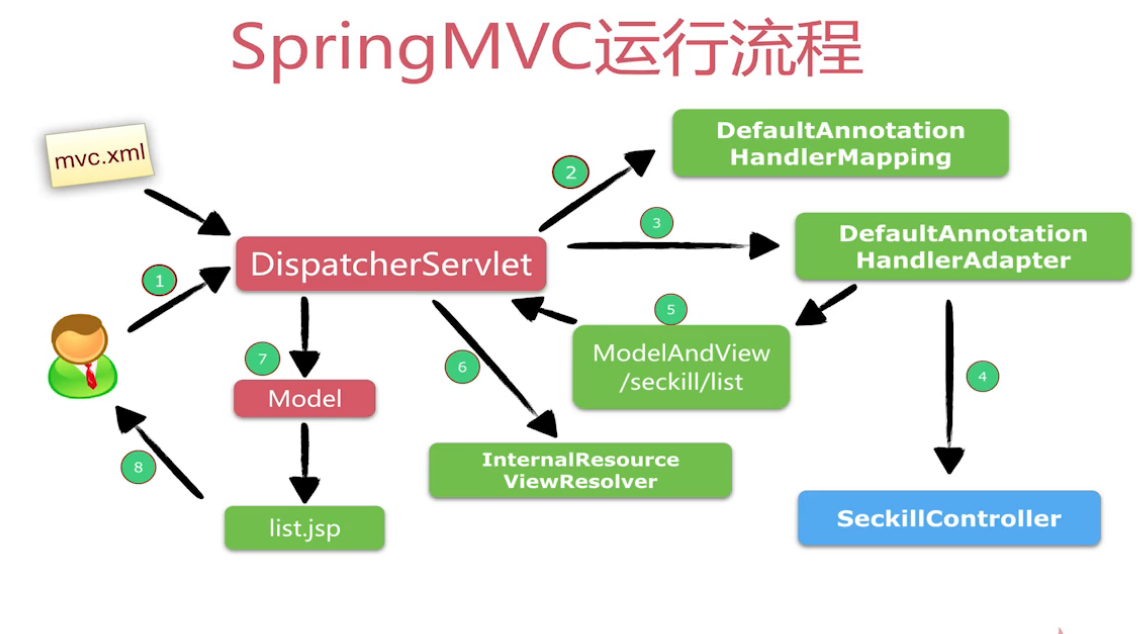 SpringMVC运行流程
mvc.xml
DefaultAnnotation
HandlerMapping
2
3
DefaultAnnotation
HandlerAdapter
DispatcherServlet
1
5
ModelAndView
/seckill/list
7
6
4
Model
8
InternalResource
ViewResolver
SeckillController
list.jsp